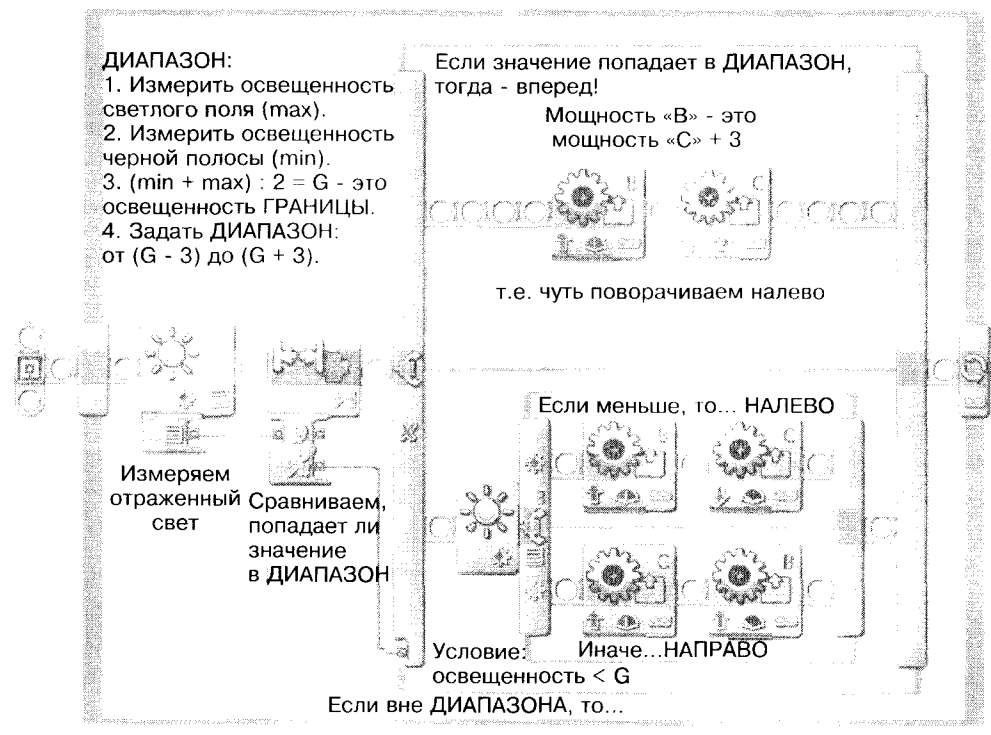 ДИАПАЗОН:
1. Измерить освещенность
светлого поля (max).
2. Измерить освещенность
черной полосы (min).
3. (min + max) : 2 = G - это
освещенность ГРАНИЦЫ.
4. Задать ДИАПАЗОН:
от (G - 3) до (G + 3).
Если значение попадает в ДИАПАЗОН,
тогда - вперед!
Мощность «B» - это
мощность «C» + 3
B
C
т.е. чуть поворачиваем налево
Измеряем
отраженный
свет
Сравниваем,
попадает ли
значение
в ДИАПАЗОН
Если меньше, то... НАЛЕВО
C
C
B
Иначе...НАПРАВО
Условие:
освещенность < G
Если вне ДИАПАЗОНА, то...